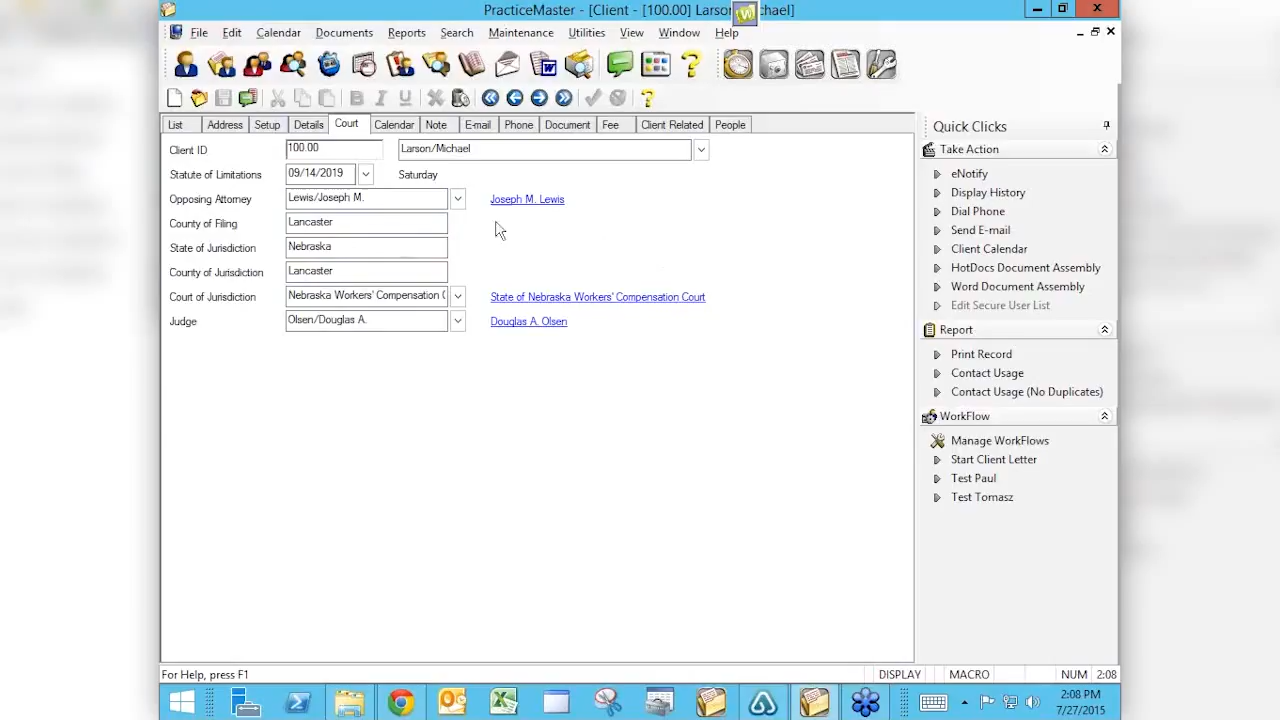 PracticeMaster - [Client - [100.00] Larson/Michael]
File Edit Calendar Documents Reports Search Maintenance Utilities View Window Help
List Address Setup Details Court Calendar Note E-mail Phone Document Fee Client Related People
Client ID 100.00 Larson/Michael
Statute of Limitations 09/14/2019 Saturday
Opposing Attorney Lewis/Joseph M. Joseph M. Lewis
County of Filing Lancaster
State of Jurisdiction Nebraska
County of Jurisdiction Lancaster
Court of Jurisdiction Nebraska Workers' Compensation ( State of Nebraska Workers' Compensation Court
Judge Olsen/Douglas A. Douglas A. Olsen
Quick Clicks
Take Action
eNotify
Display History
Dial Phone
Send E-mail
Client Calendar
HotDocs Document Assembly
Word Document Assembly
Edit Secure User List
Report
Print Record
Contact Usage
Contact Usage (No Duplicates)
WorkFlow
Manage WorkFlows
Start Client Letter
Test Paul
Test Tomasz
For Help, press F1 DISPLAY MACRO NUM 2:08
2:08 PM
7/27/2015